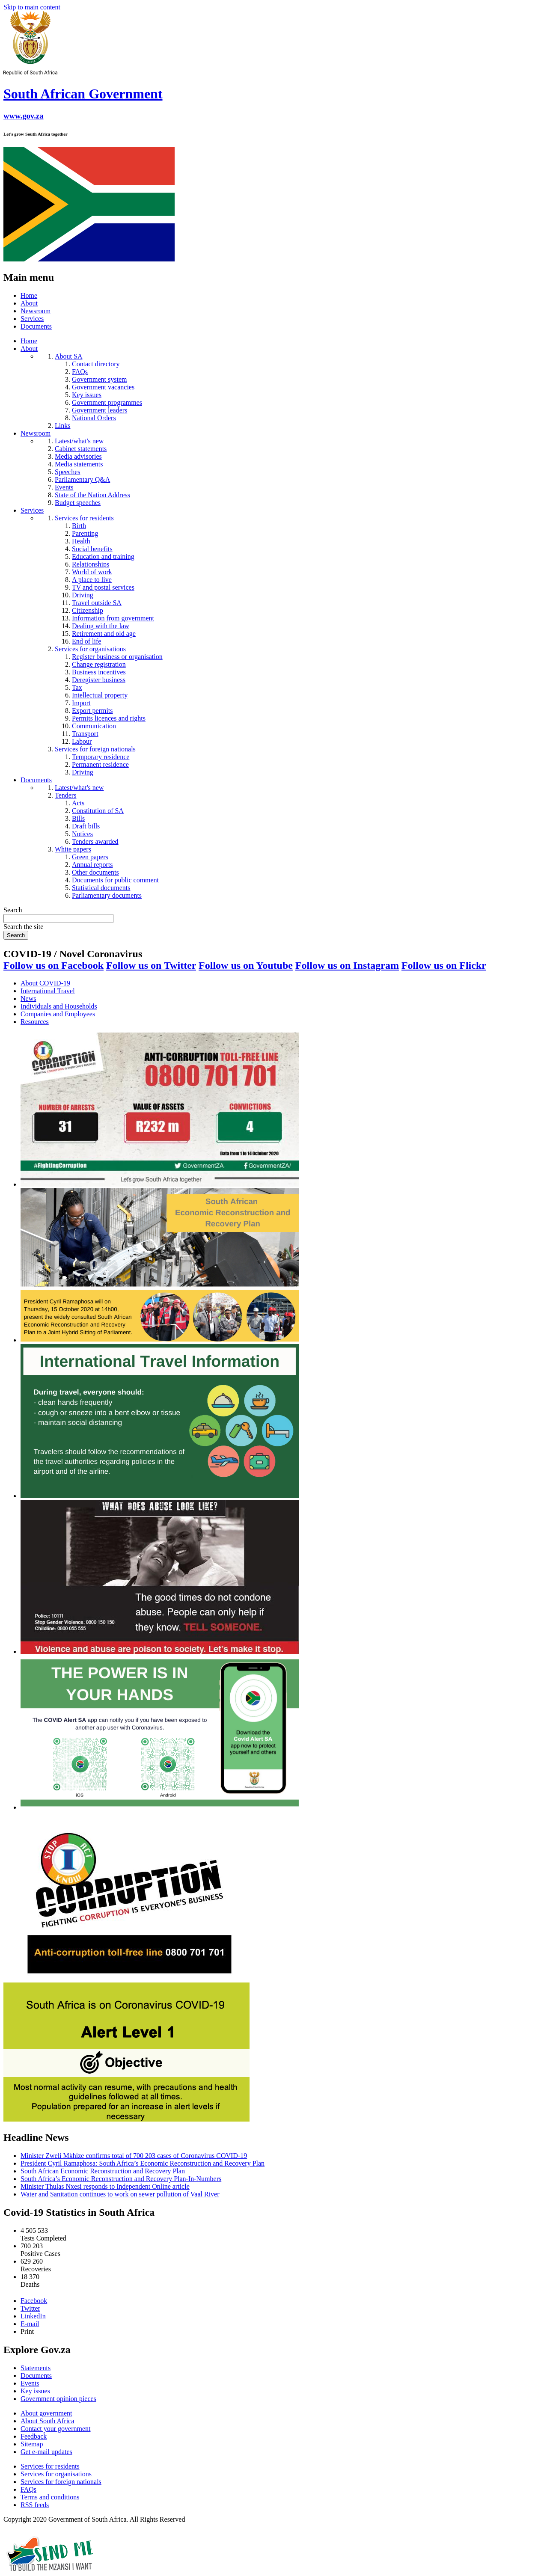 Skip to main content
Republic of South Africa
South African Government
www.gov.za
Let's grow South Africa together
Main menu
Home
About
Newsroom
Services
Documents
Home
About
1. About SA
1. Contact directory
2. FAQs
3. Government system
4. Government vacancies
5. Key issues
6. Government programmes
7. Government leaders
8. National Orders
2. Links
Newsroom
1. Latest/what's new
2. Cabinet statements
3. Media advisories
4. Media statements
5. Speeches
6. Parliamentary Q&A
7. Events
8. State of the Nation Address
9. Budget speeches
Services
1. Services for residents
1. Birth
2. Parenting
3. Health
4. Social benefits
5. Education and training
6. Relationships
7. World of work
8. A place to live
9. TV and postal services
10. Driving
11. Travel outside SA
12. Citizenship
13. Information from government
14. Dealing with the law
15. Retirement and old age
16. End of life
2. Services for organisations
1. Register business or organisation
2. Change registration
3. Business incentives
4. Deregister business
5. Tax
6. Intellectual property
7. Import
8. Export permits
9. Permits licences and rights
10. Communication
11. Transport
12. Labour
3. Services for foreign nationals
1. Temporary residence
2. Permanent residence
3. Driving
Documents
1. Latest/what's new
2. Tenders
1. Acts
2. Constitution of SA
3. Bills
4. Draft bills
5. Notices
6. Tenders awarded
3. White papers
1. Green papers
2. Annual reports
3. Other documents
4. Documents for public comment
5. Statistical documents
6. Parliamentary documents
Search
Search the site
Search
COVID-19 / Novel Coronavirus
Follow us on Facebook Follow us on Twitter Follow us on Youtube Follow us on Instagram Follow us on Flickr
About COVID-19
International Travel
News
Individuals and Households
Companies and Employees
Resources
CORRUPTION
ANTI-CORRUPTION TOLL-FREE LINE
0800 701 701
NUMBER OF ARRESTS
VALUE OF ASSETS
CONVICTIONS
31
R232 m
4
Data from 1 to 14 October 2020
#FightingCorruption
GovernmentZA
GovernmentZA/
Let's grow South Africa together
South African
Economic Reconstruction and
Recovery Plan
President Cyril Ramaphosa will on
Thursday, 15 October 2020 at 14h00,
present the widely consulted South African
Economic Reconstruction and Recovery
Plan to a Joint Hybrid Sitting of Parliament.
International Travel Information
During travel, everyone should:
- clean hands frequently
- cough or sneeze into a bent elbow or tissue
- maintain social distancing
Travelers should follow the recommendations of
the travel authorities regarding policies in the
airport and of the airline.
WHAT DOES ABUSE LOOK LIKE?
The good times do not condone
abuse. People can only help if
they know. TELL SOMEONE.
Police: 10111
Stop Gender Violence: 0800 150 150
Childline: 0800 055 555
Violence and abuse are poison to society. Let's make it stop.
THE POWER IS IN
YOUR HANDS
The COVID Alert SA app can notify you if you have been exposed to
another app user with Coronavirus.
iOS
Android
Download the
Covid Alert SA
app now to protect
yourself and others
STOP
ACT
I
KNOW
CORRUPTION
FIGHTING CORRUPTION IS EVERYONE'S BUSINESS
Anti-corruption toll-free line 0800 701 701
South Africa is on Coronavirus COVID-19
Alert Level 1
Objective
Most normal activity can resume, with precautions and health
guidelines followed at all times.
Population prepared for an increase in alert levels if
necessary
Headline News
Minister Zweli Mkhize confirms total of 700 203 cases of Coronavirus COVID-19
President Cyril Ramaphosa: South Africa's Economic Reconstruction and Recovery Plan
South African Economic Reconstruction and Recovery Plan
South Africa's Economic Reconstruction and Recovery Plan-In-Numbers
Minister Thulas Nxesi responds to Independent Online article
Water and Sanitation continues to work on sewer pollution of Vaal River
Covid-19 Statistics in South Africa
4 505 533
Tests Completed
700 203
Positive Cases
629 260
Recoveries
18 370
Deaths
Facebook
Twitter
LinkedIn
E-mail
Print
Explore Gov.za
Statements
Documents
Events
Key issues
Government opinion pieces
About government
About South Africa
Contact your government
Feedback
Sitemap
Get e-mail updates
Services for residents
Services for organisations
Services for foreign nationals
FAQs
Terms and conditions
RSS feeds
Copyright 2020 Government of South Africa. All Rights Reserved
SEND ME
TO BUILD THE MZANSI I WANT